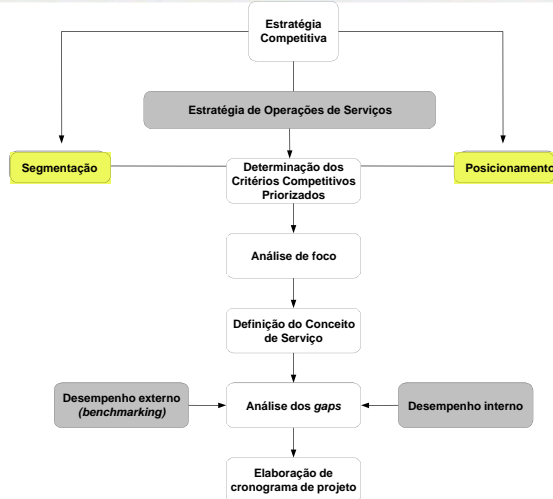 Estratégia
Competitiva
Estratégia de Operações de Serviços
Segmentação
Determinação dos
Critérios Competitivos
Priorizados
Posicionamento
Análise de foco
Definição do Conceito
de Serviço
Desempenho externo
(benchmarking)
Análise dos gaps
Desempenho interno
Elaboração de
cronograma de projeto